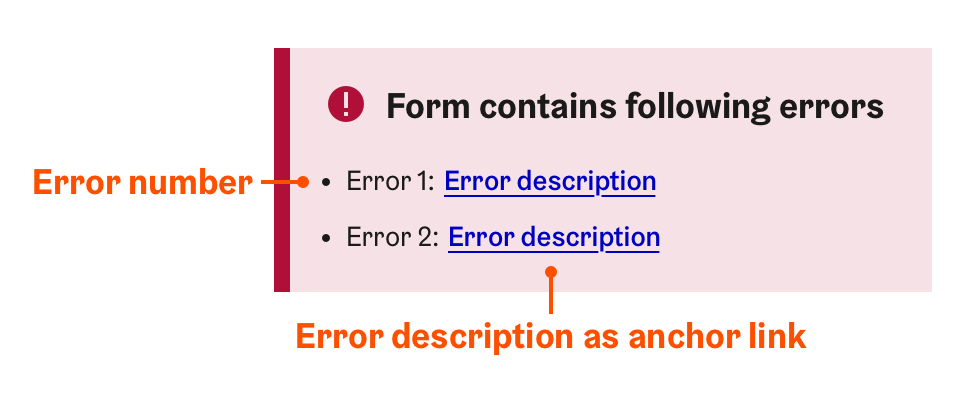 Form contains following errors
Error number
• Error 1: Error description
• Error 2: Error description
Error description as anchor link